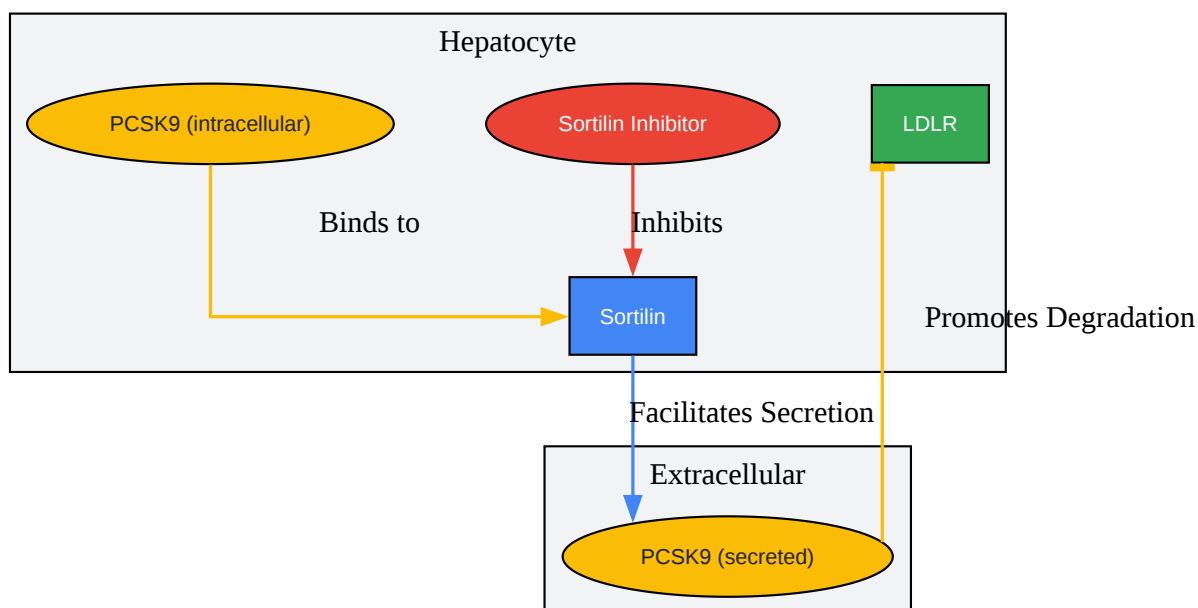 Hepatocyte
PCSK9 (intracellular)
Sortilin Inhibitor
LDLR
Binds to
Inhibits
Sortilin
Promotes Degradation
Facilitates Secretion
Extracellular
PCSK9 (secreted)